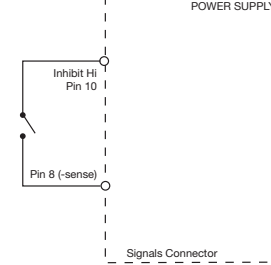 POWER SUPPLY
Inhibit Hi
Pin 10
Pin 8 (-sense)
Signals Connector